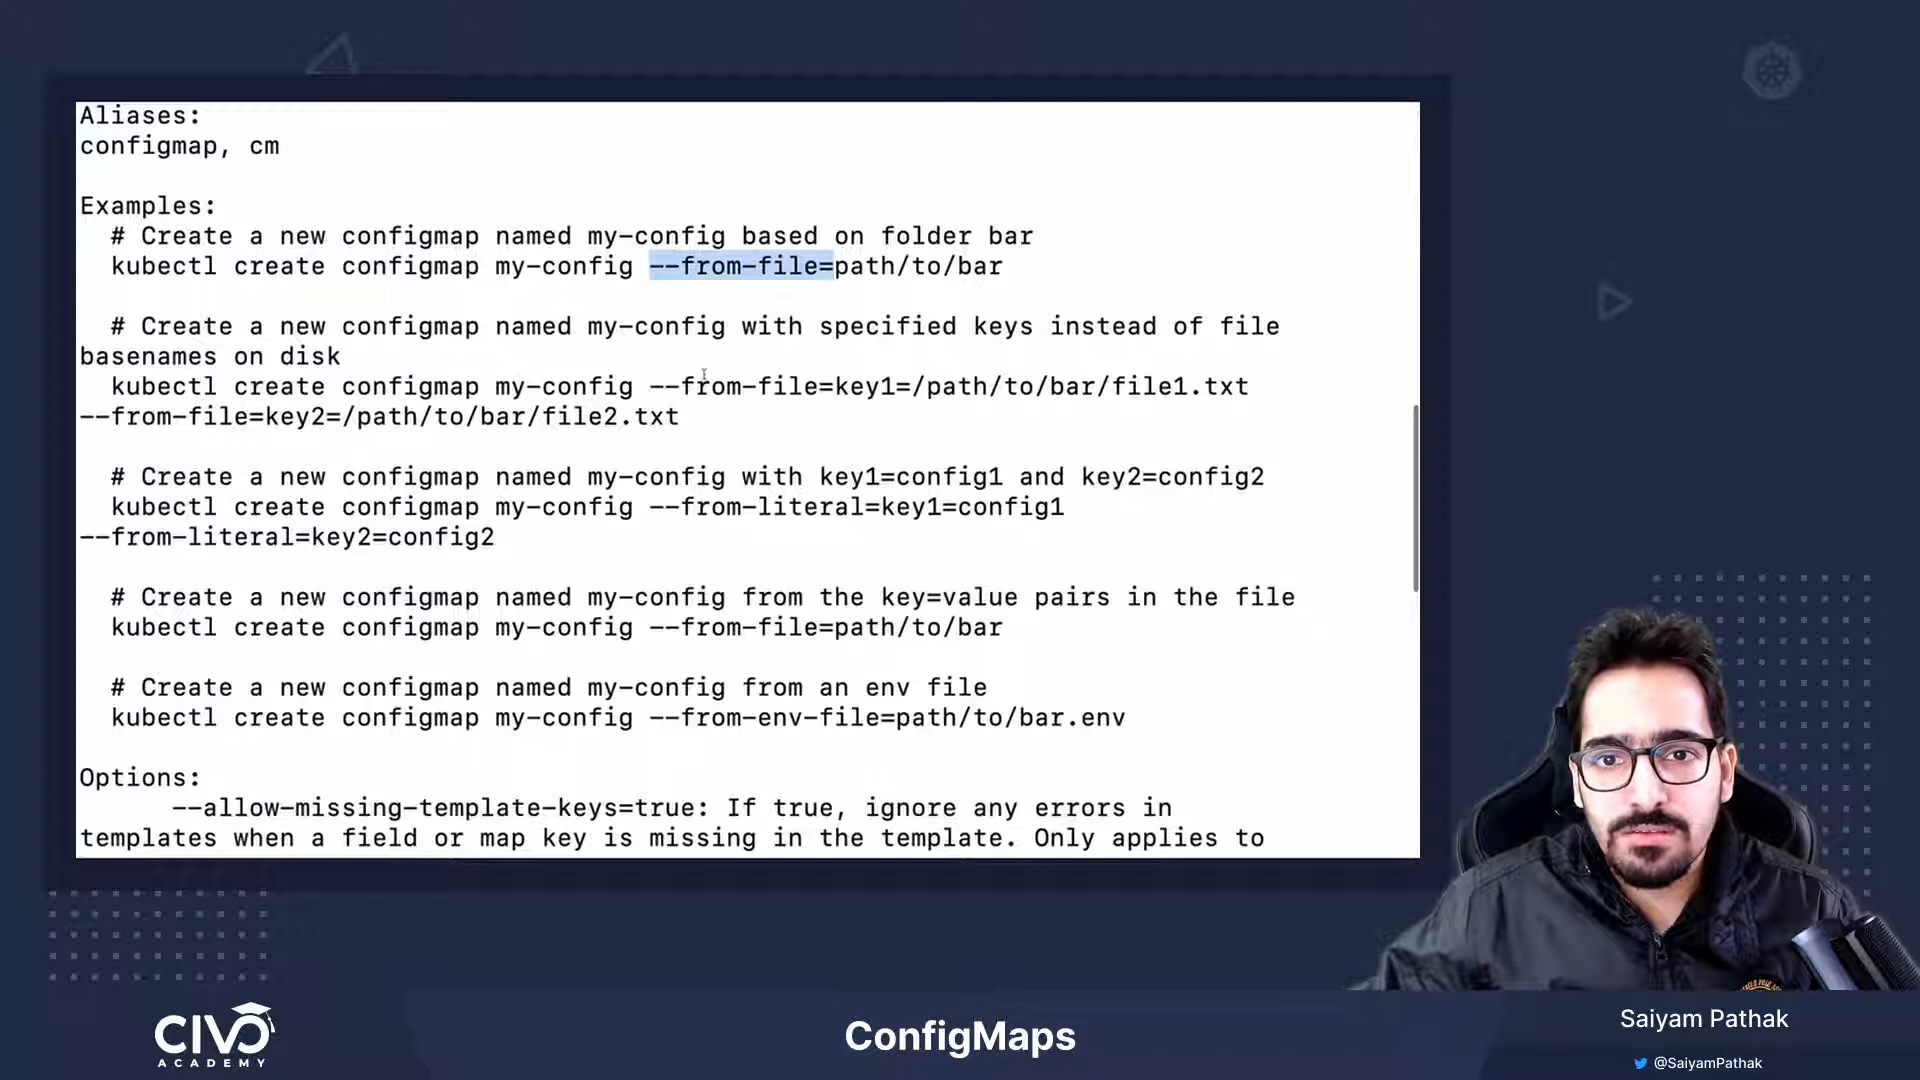 Aliases:
configmap, cm
Examples:
# Create a new configmap named my-config based on folder bar
kubectl create configmap my-config --from-file=path/to/bar
# Create a new configmap named my-config with specified keys instead of file
basenames on disk
kubectl create configmap my-config --from-file=key1=/path/to/bar/file1.txt
--from-file=key2=/path/to/bar/file2.txt
# Create a new configmap named my-config with key1=config1 and key2=config2
kubectl create configmap my-config --from-literal=key1=config1
--from-literal=key2=config2
# Create a new configmap named my-config from the key=value pairs in the file
kubectl create configmap my-config --from-file=path/to/bar
# Create a new configmap named my-config from an env file
kubectl create configmap my-config --from-env-file=path/to/bar.env
Options:
--allow-missing-template-keys=true: If true, ignore any errors in
templates when a field or map key is missing in the template. Only applies to
CIVO
ACADEMY
ConfigMaps
Saiyam Pathak
@SaiyamPathak